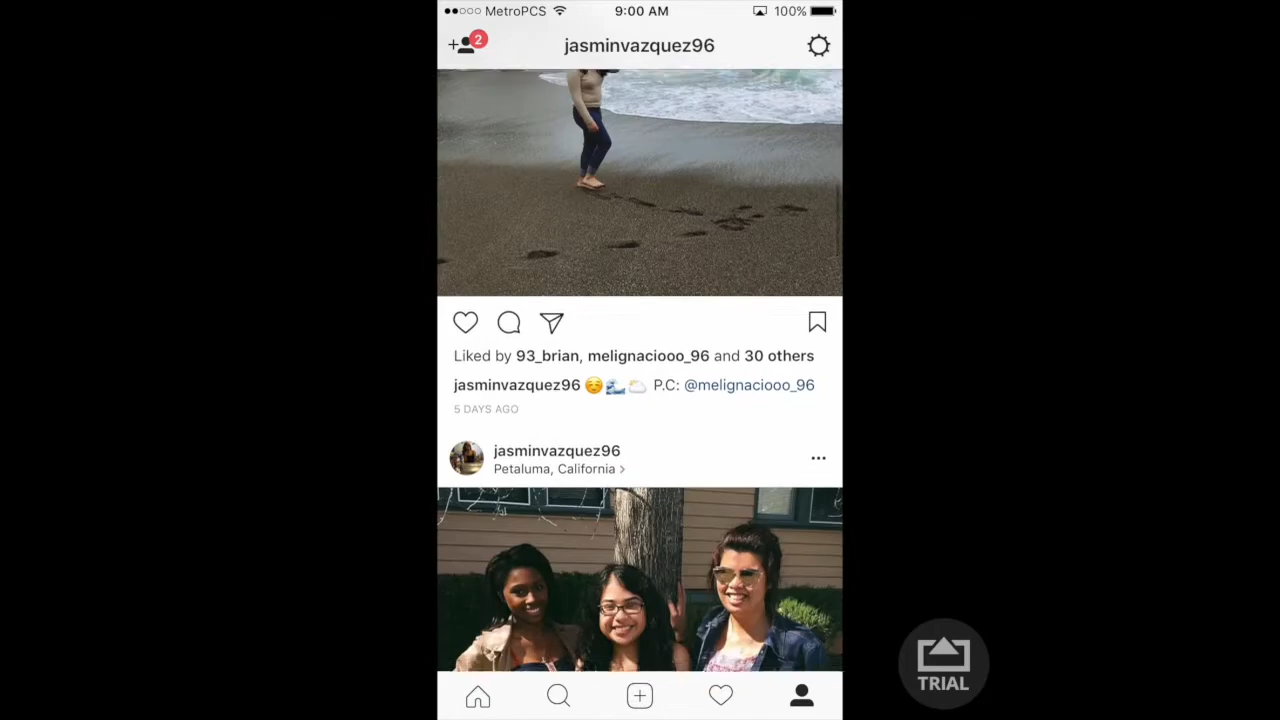 MetroPCS 9:00 AM 100%
2 jasminvazquez96
Liked by 93_brian, melignaciooo_96 and 30 others
jasminvazquez96 ☺️🌊🌥 P.C: @melignaciooo_96
5 DAYS AGO
jasminvazquez96
Petaluma, California >
TRIAL